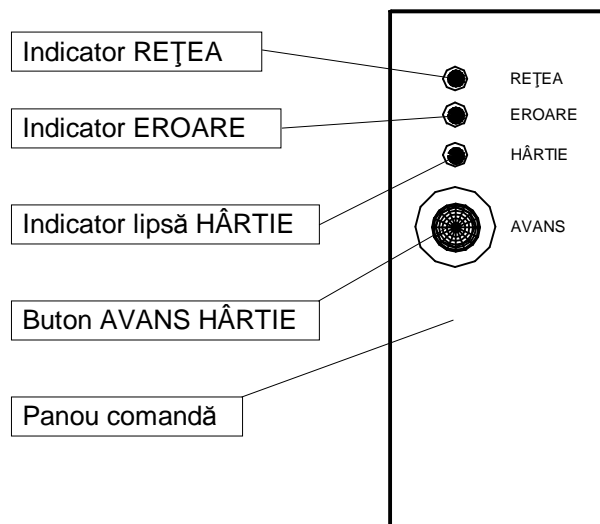 Indicator REŢEA
Indicator EROARE
Indicator lipsă HÂRTIE
Buton AVANS HÂRTIE
Panou comandă
REŢEA
EROARE
HÂRTIE
AVANS